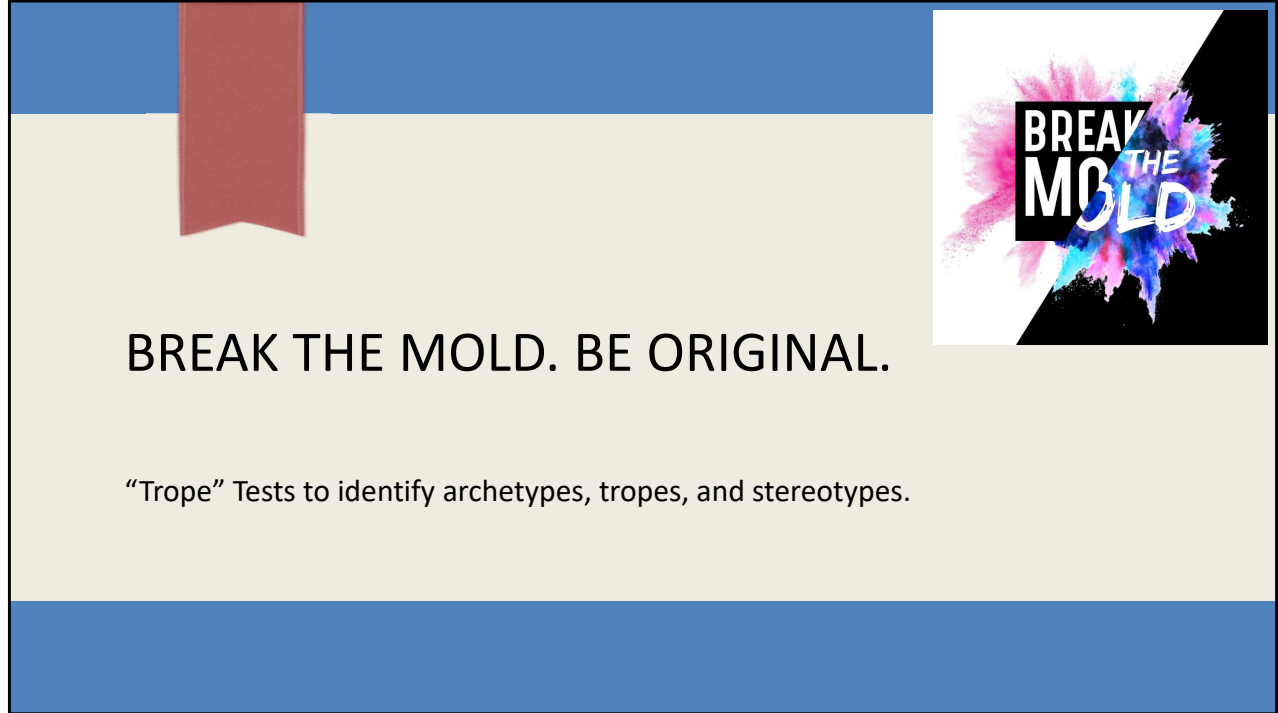 BREAK
THE
MOLD
BREAK THE MOLD. BE ORIGINAL.
“Trope” Tests to identify archetypes, tropes, and stereotypes.